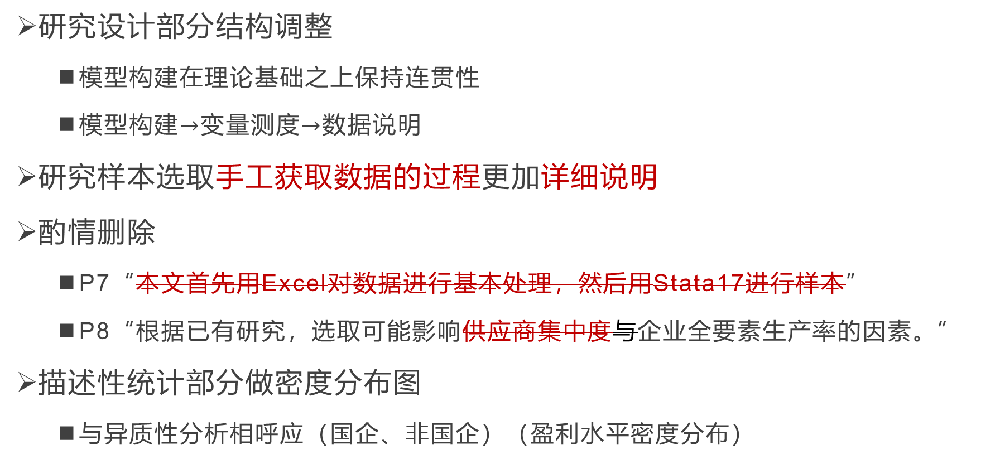 ➢研究设计部分结构调整
■模型构建在理论基础之上保持连贯性
■模型构建→变量测度→数据说明
➢研究样本选取手工获取数据的过程更加详细说明
➢酌情删除
■P7“本文首先用Excel对数据进行基本处理，然后用Stata17进行样本”
■P8“根据已有研究，选取可能影响供应商集中度与企业全要素生产率的因素。”
➢描述性统计部分做密度分布图
■与异质性分析相呼应（国企、非国企）（盈利水平密度分布）